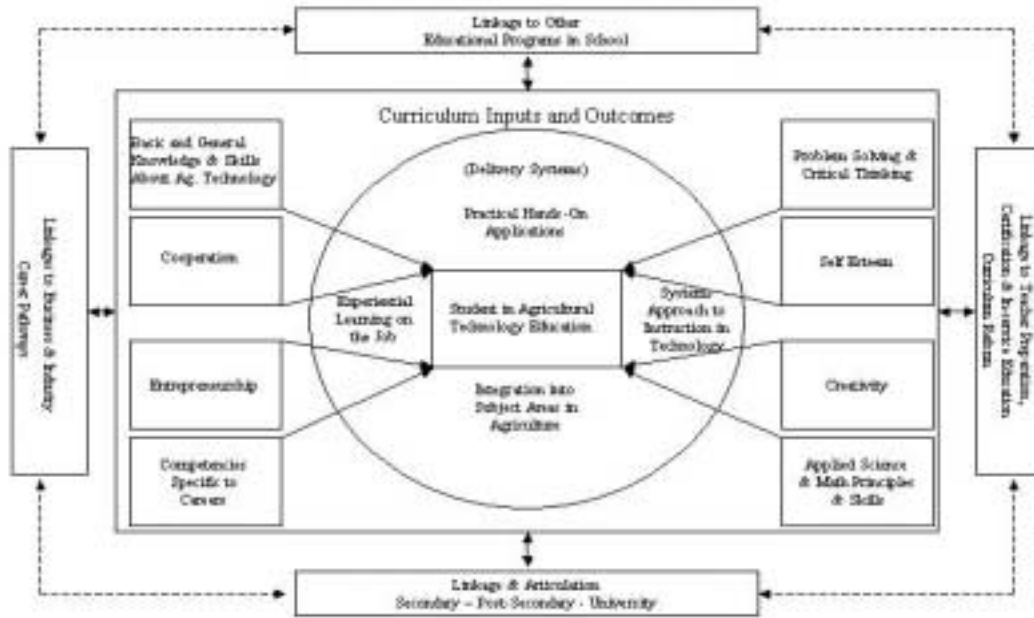 Linkage to Other
Educational Programs in School
Curriculum Inputs and Outcomes
Basic and General
Knowledge & Skills
About Ag. Technology
(Delivery Systems)
Problem Solving &
Critical Thinking
Practical Hands-On
Applications
Cooperation
Self Esteem
Experiential
Learning on
the Job
Student in Agricultural
Technology Education
Systems
Approach to
Instruction in
Technology
Linkages to Business & Industry
Career Pathways
Linkage to Teacher Preparation,
Certification & In-service Education
Curriculum Reform
Entrepreneurship
Integration into
Subject Areas in
Agriculture
Creativity
Competencies
Specific to
Careers
Applied Science
& Math Principles
& Skills
Linkage & Articulation
Secondary – Post-Secondary - University